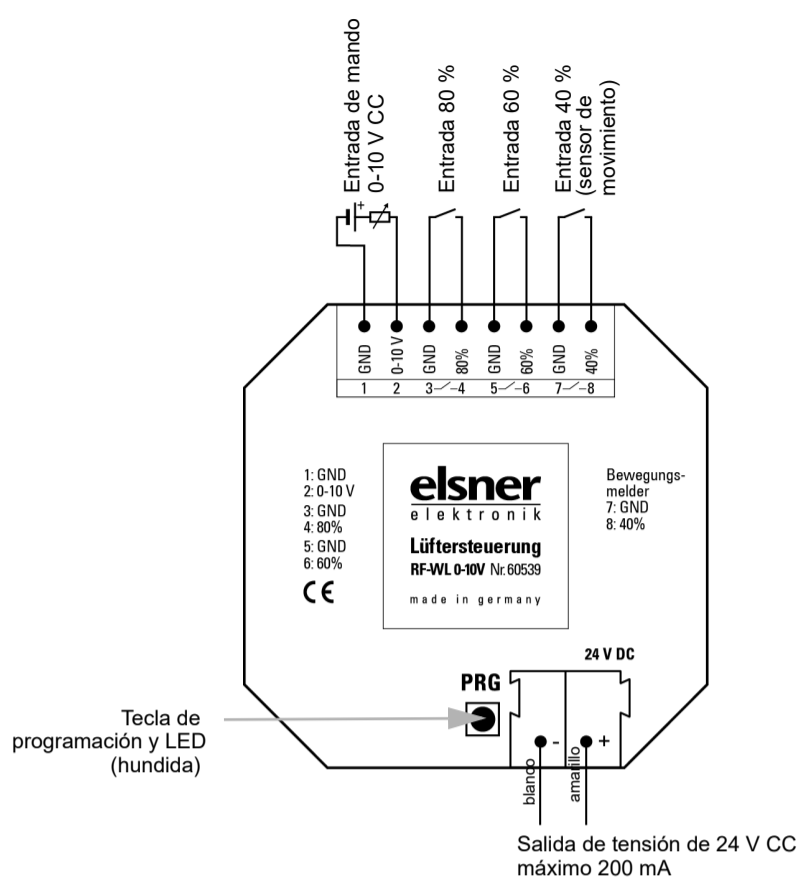 Entrada de mando
0-10 V CC
Entrada 80 %
Entrada 60 %
Entrada 40 %
(sensor de
movimiento)
+
GND
0-10 V
GND
80%
GND
60%
GND
40%
1 2 3 4 5 6 7 8
1: GND
2: 0-10 V
3: GND
4: 80%
5: GND
6: 60%
CE
elsner
elektronik
Lüftersteuerung
RF-WL 0-10V Nr. 60539
made in germany
Bewegungs-
melder
7: GND
8: 40%
24 V DC
PRG
Tecla de
programación y LED
(hundida)
- +
blanco
amarillo
Salida de tensión de 24 V CC
máximo 200 mA